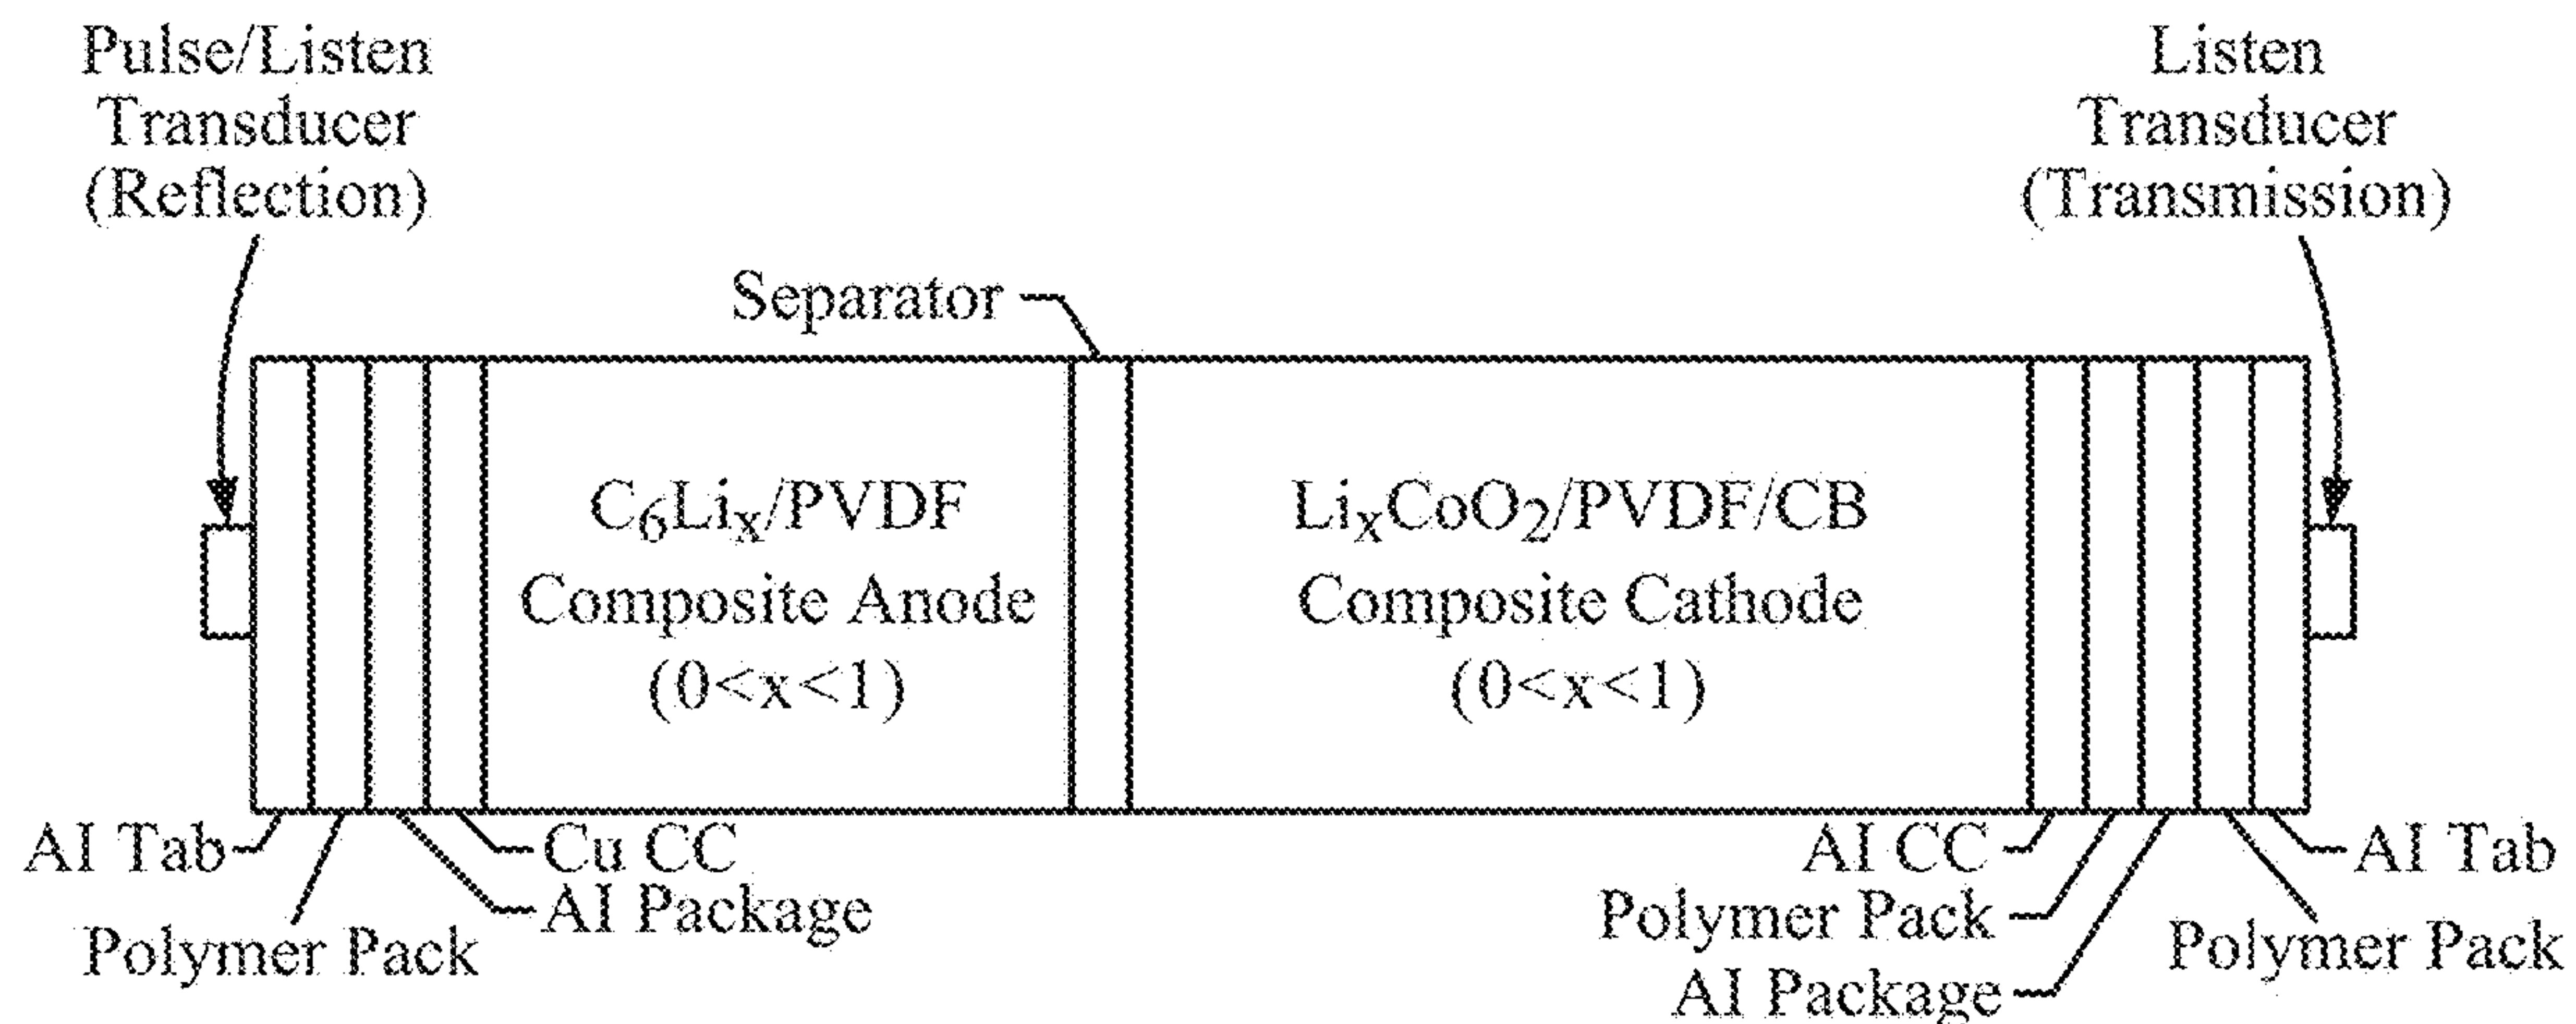 Pulse/Listen
Transducer
(Reflection)
Listen
Transducer
(Transmission)
Separator
C₆Liₓ/PVDF
Composite Anode
(0<x<1)
LiₓCoO₂/PVDF/CB
Composite Cathode
(0<x<1)
Al Tab
Cu CC
Al Package
Polymer Pack
Al CC
Polymer Pack
Al Package
Al Tab
Polymer Pack